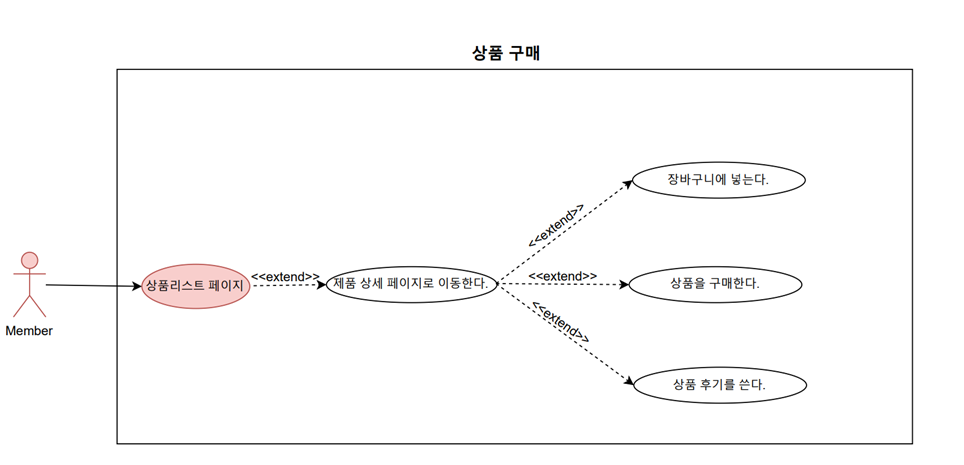 상품 구매
장바구니에 넣는다.
<<extend>>
상품리스트 페이지
<<extend>>
제품 상세 페이지로 이동한다.
<<extend>>
상품을 구매한다.
<<extend>>
Member
상품 후기를 쓴다.